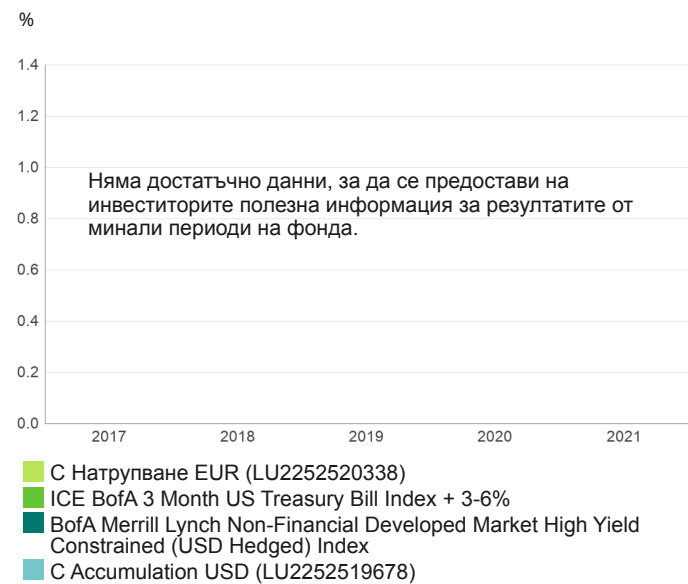 %
1.4
1.2
1.0
Няма достатъчно данни, за да се предостави на
инвеститорите полезна информация за резултатите от
0.8
минали периоди на фонда.
0.6
0.4
0.2
0.0
2017 2018 2019 2020 2021
С Натрупване EUR (LU2252520338)
ICE BofA 3 Month US Treasury Bill Index + 3-6%
BofA Merrill Lynch Non-Financial Developed Market High Yield
Constrained (USD Hedged) Index
C Accumulation USD (LU2252519678)